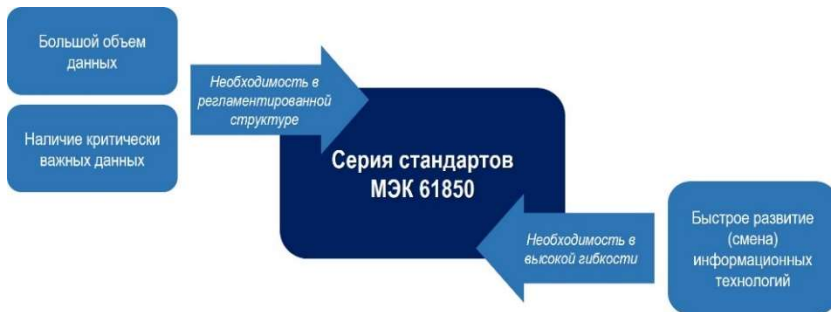 Большой объем
данных
Наличие критически
важных данных
Необходимость в
регламентированной
структуре
Серия стандартов
МЭК 61850
Необходимость в
высокой гибкости
Быстрое развитие
(смена)
информационных
технологий